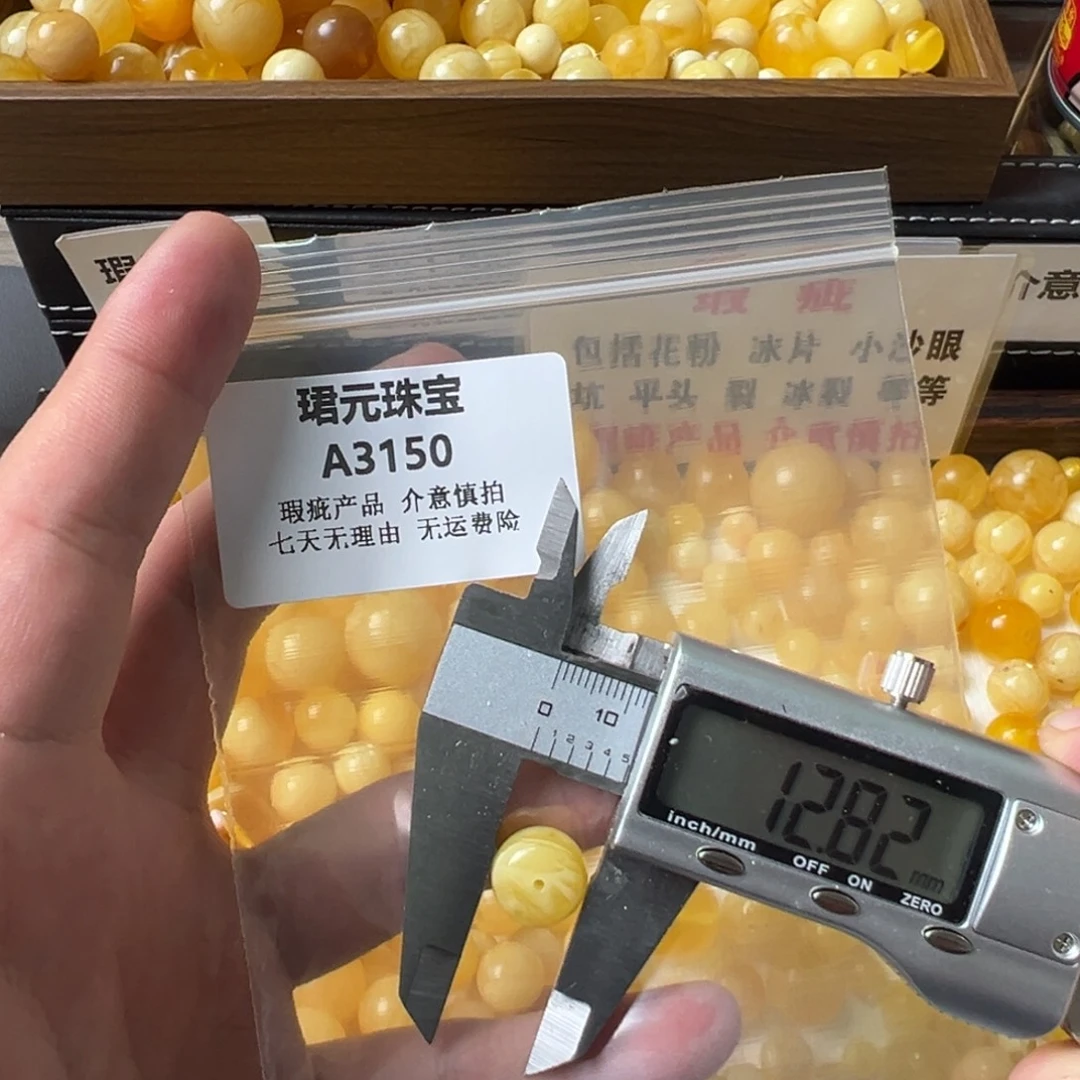 瑕
瑕 疵
包括花粉 冰片 小沙眼
坑 平头 裂 冰裂 等等
产品 介意慎拍
介意
珺元珠宝
A3150
瑕疵产品 介意慎拍
七天无理由 无运费险
0 10
1 2 3 4 5
12.82 mm
inch/mm
OFF
ON
ZERO